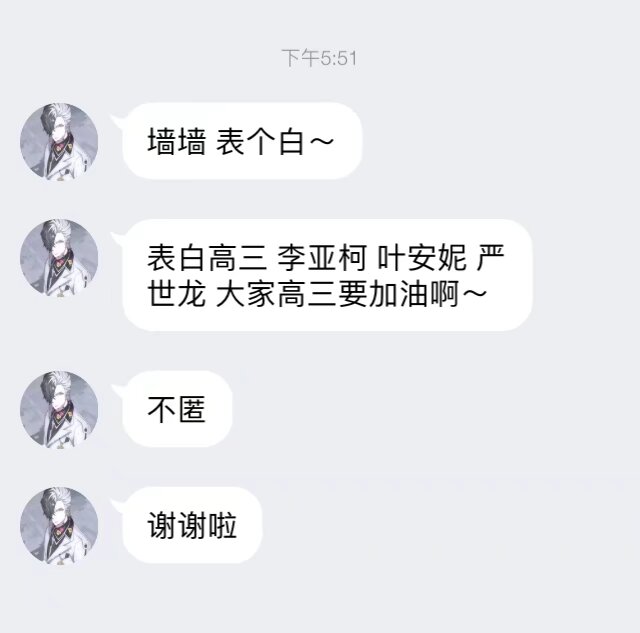 下午5:51
墙墙 表个白～
表白高三 李亚柯 叶安妮 严
世龙 大家高三要加油啊～
不匿
谢谢啦